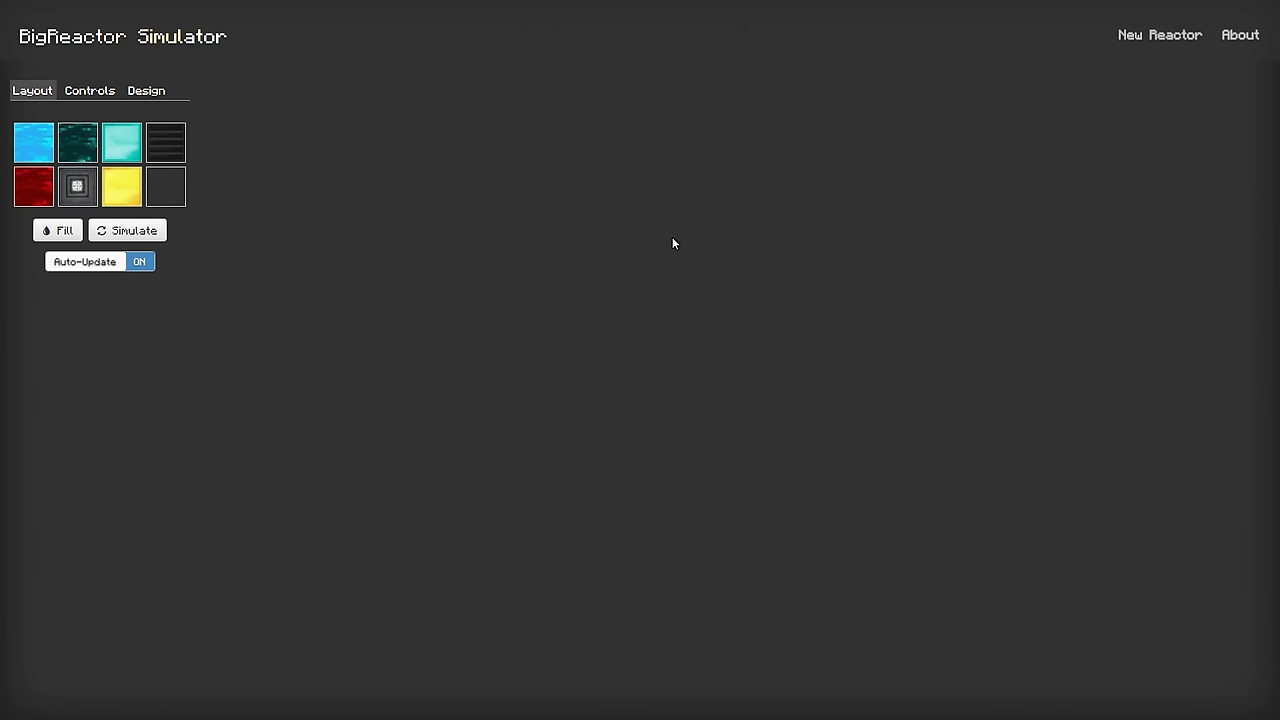 BigReactor Simulator
New Reactor About
Layout Controls Design
Fill Simulate
Auto-Update ON